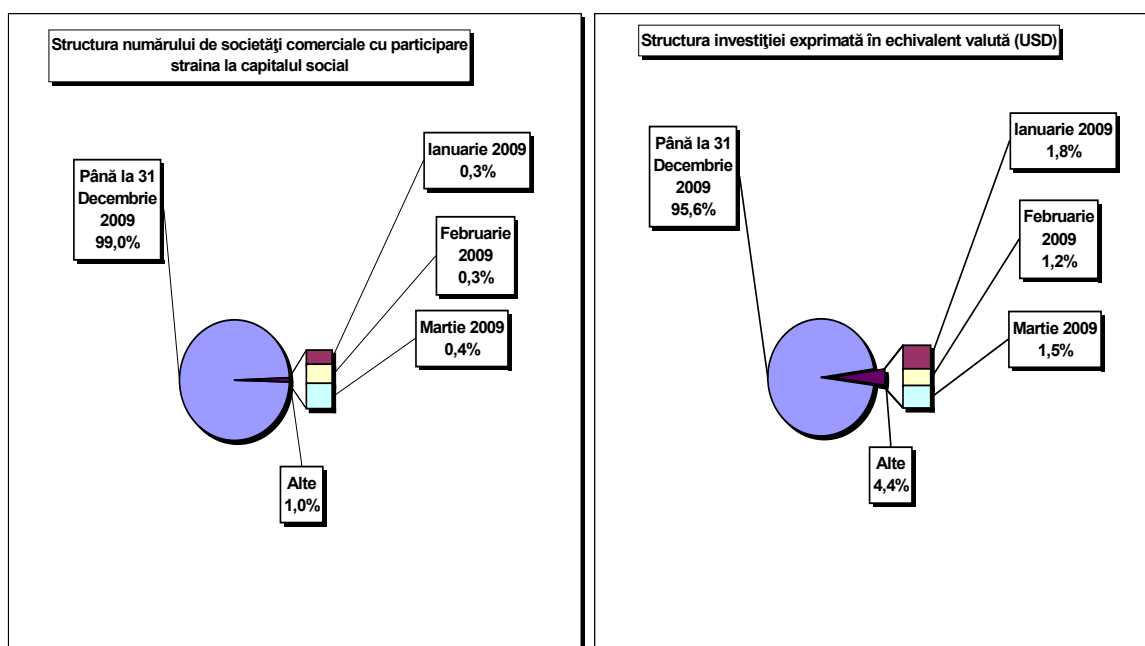 Structura numărului de societăţi comerciale cu participare
straina la capitalul social
Până la 31
Decembrie
2009
99,0%
Ianuarie 2009
0,3%
Februarie
2009
0,3%
Martie 2009
0,4%
Alte
1,0%
Structura investiţiei exprimată în echivalent valută (USD)
Până la 31
Decembrie
2009
95,6%
Ianuarie 2009
1,8%
Februarie
2009
1,2%
Martie 2009
1,5%
Alte
4,4%